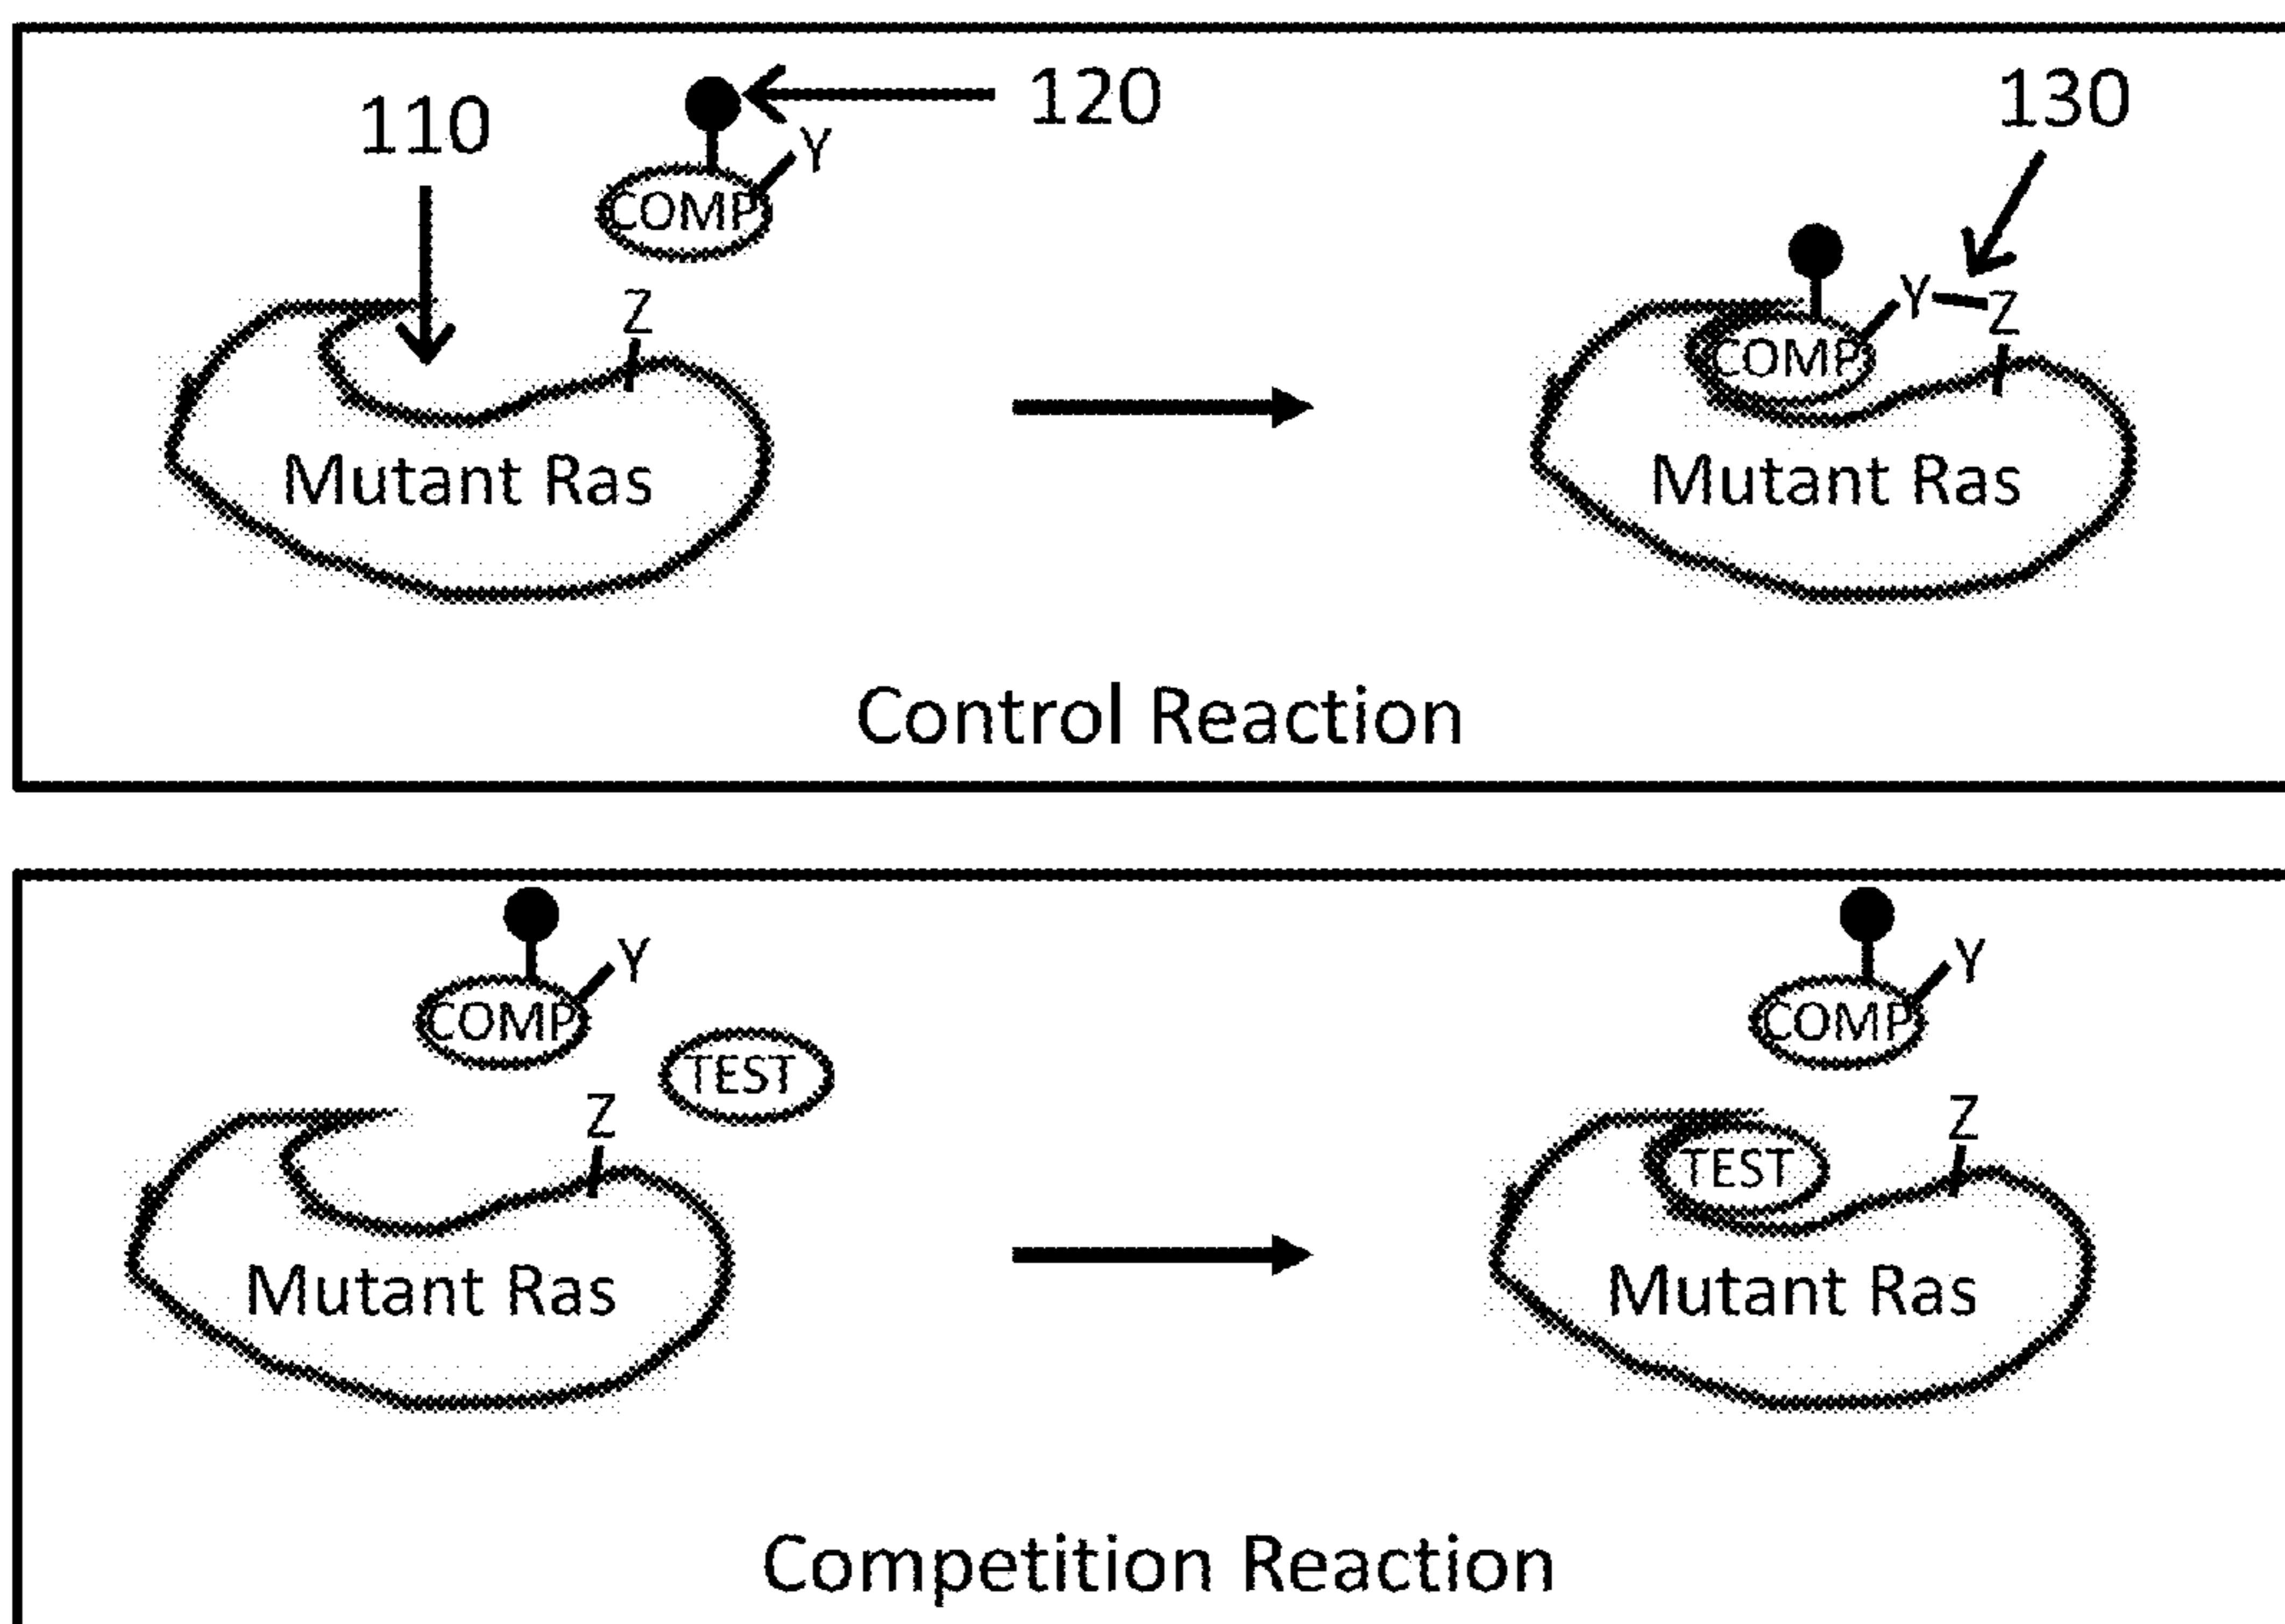 110
120
130
Y
COMP
Z
Mutant Ras
Y
Z
COMP
Mutant Ras
Control Reaction
Y
COMP
TEST
Z
Mutant Ras
Y
COMP
Z
TEST
Mutant Ras
Competition Reaction